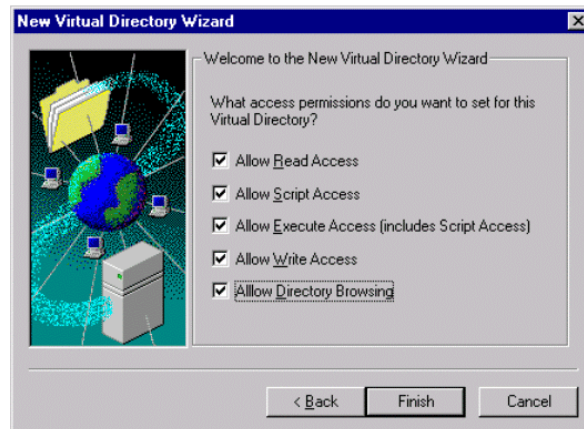 New Virtual Directory Wizard
Welcome to the New Virtual Directory Wizard
What access permissions do you want to set for this
Virtual Directory?
Allow Read Access
Allow Script Access
Allow Execute Access (includes Script Access)
Allow Write Access
Alllow Directory Browsing
< Back Finish Cancel